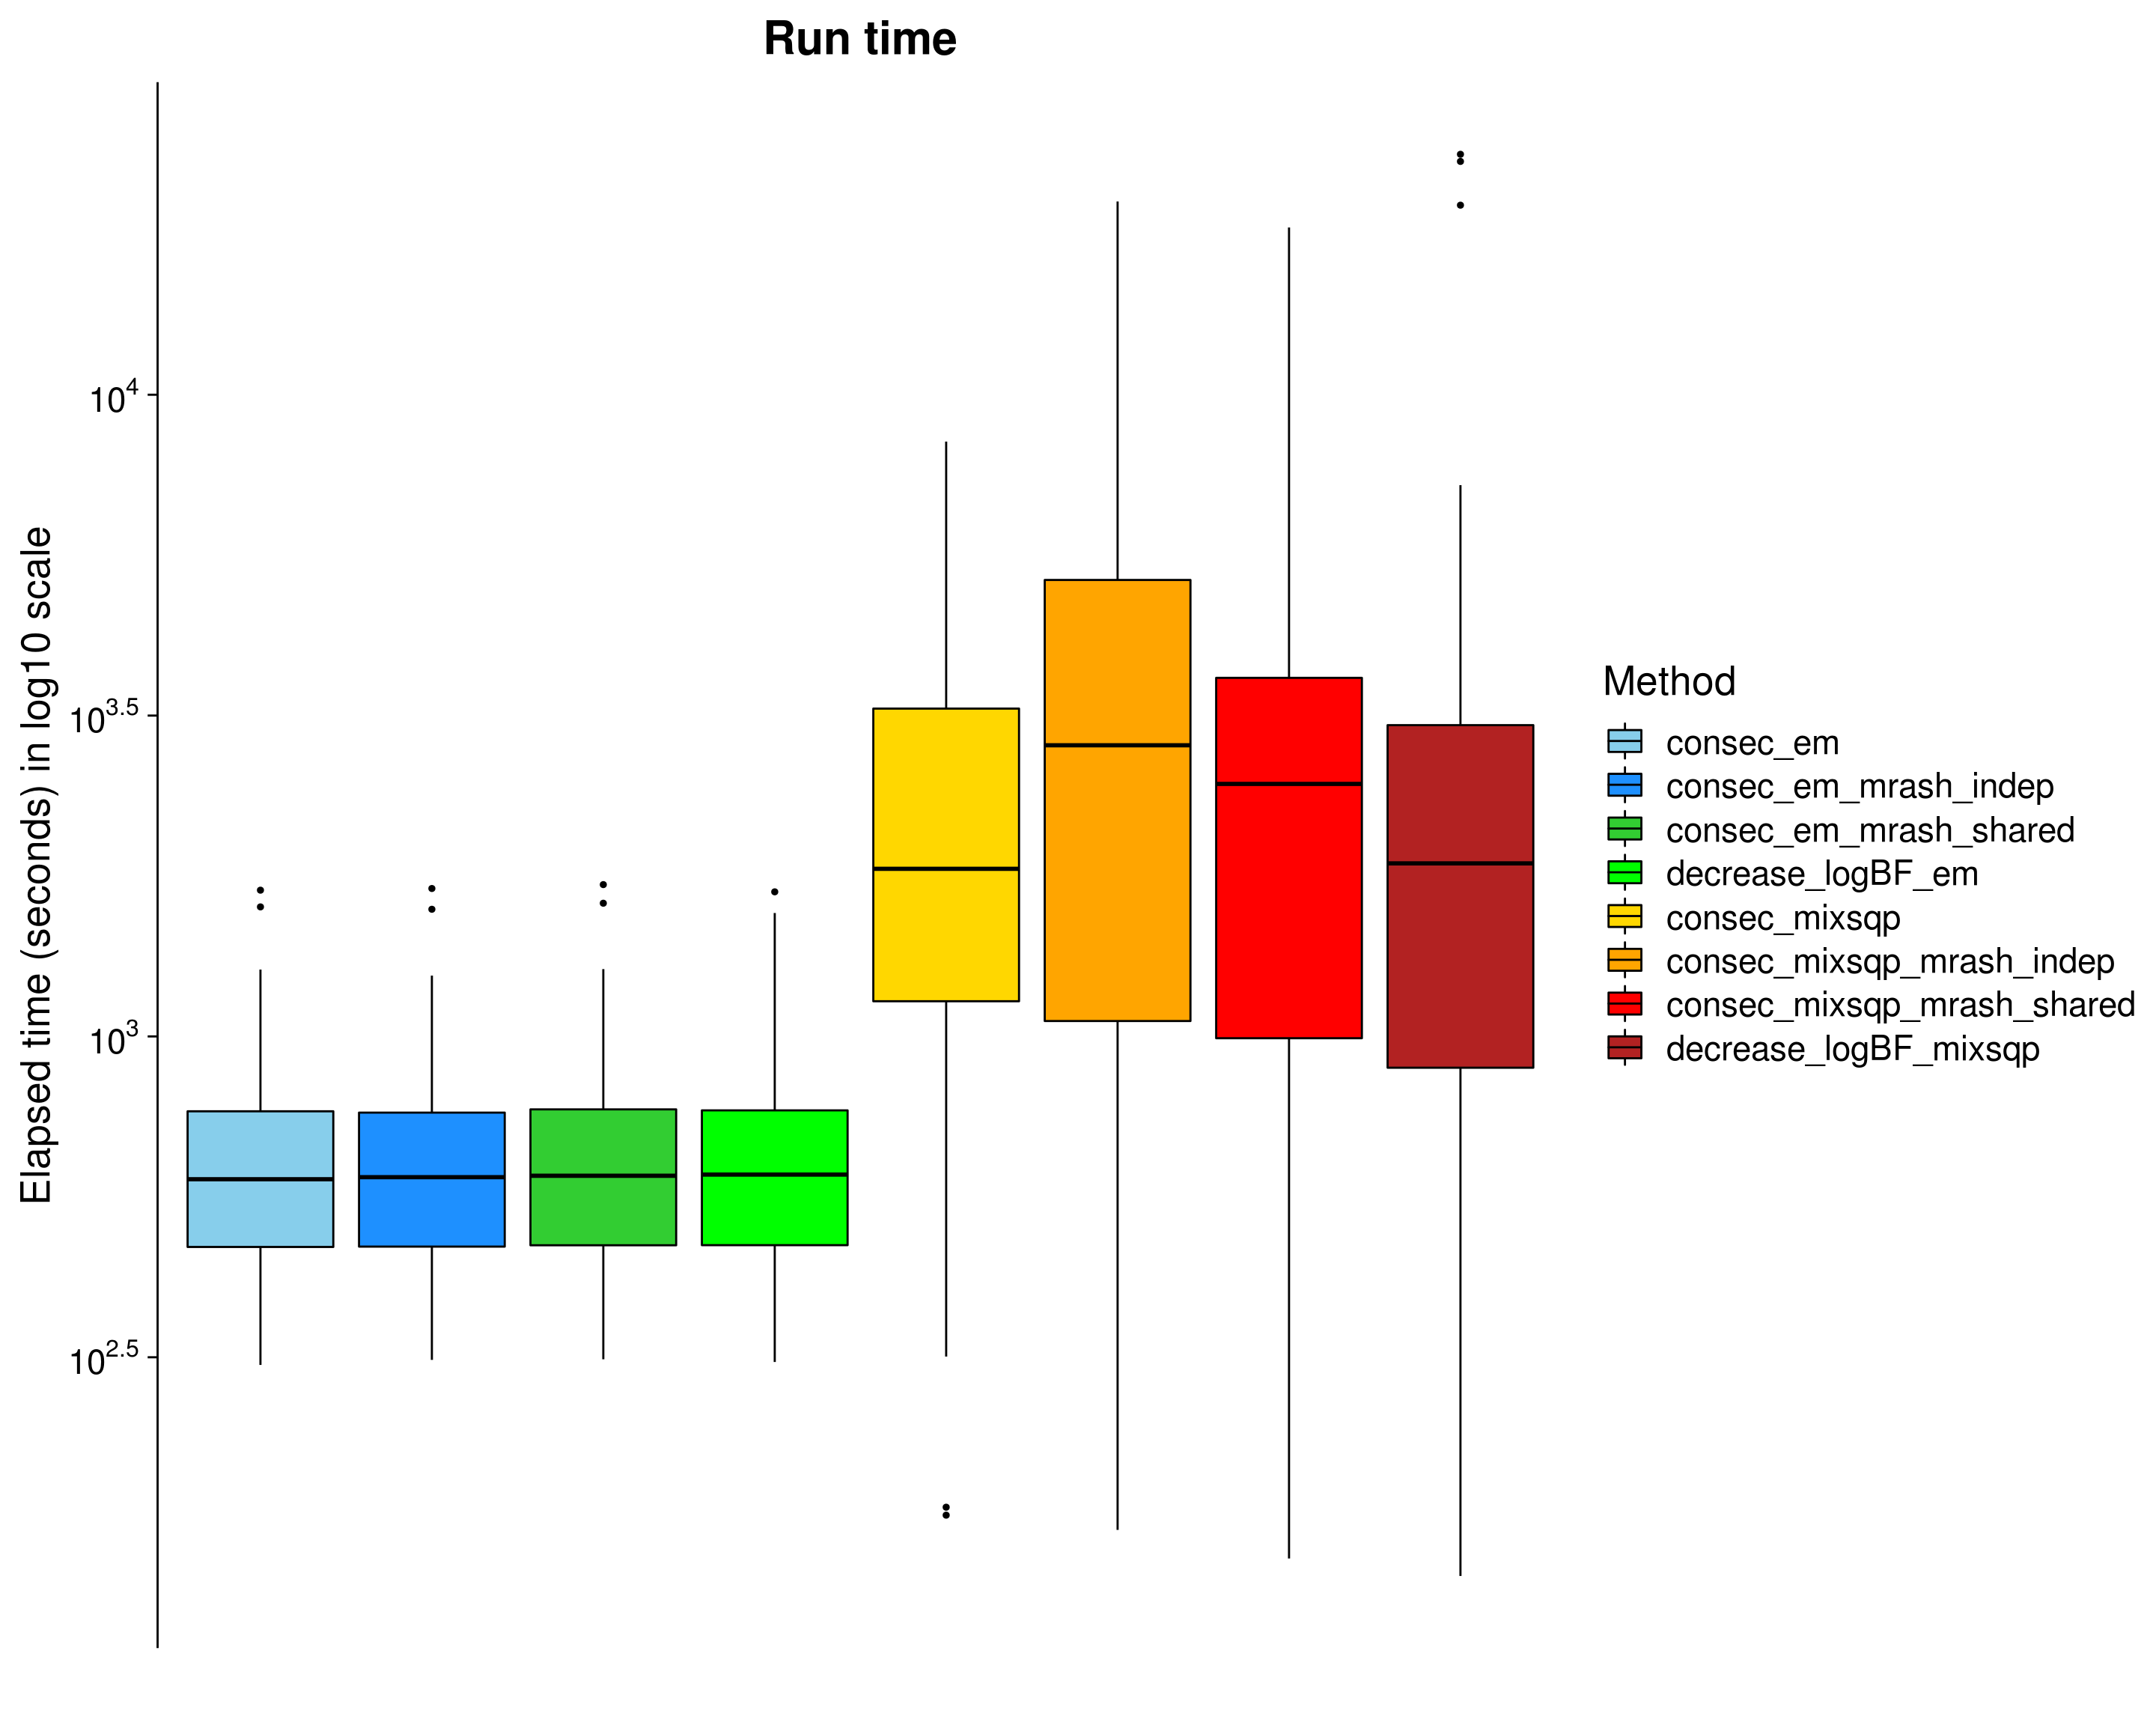 Run time
Elapsed time (seconds) in log10 scale
10^4
10^3.5
10^3
10^2.5
Method
consec_em
consec_em_mrash_indep
consec_em_mrash_shared
decrease_logBF_em
consec_mixsqp
consec_mixsqp_mrash_indep
consec_mixsqp_mrash_shared
decrease_logBF_mixsqp